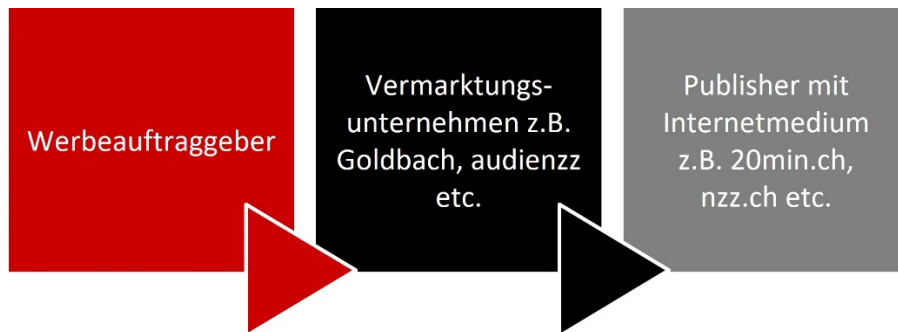 Werbeauftraggeber
Vermarktungs-
unternehmen z.B.
Goldbach, audienzz
etc.
Publisher mit
Internetmedium
z.B. 20min.ch,
nzz.ch etc.